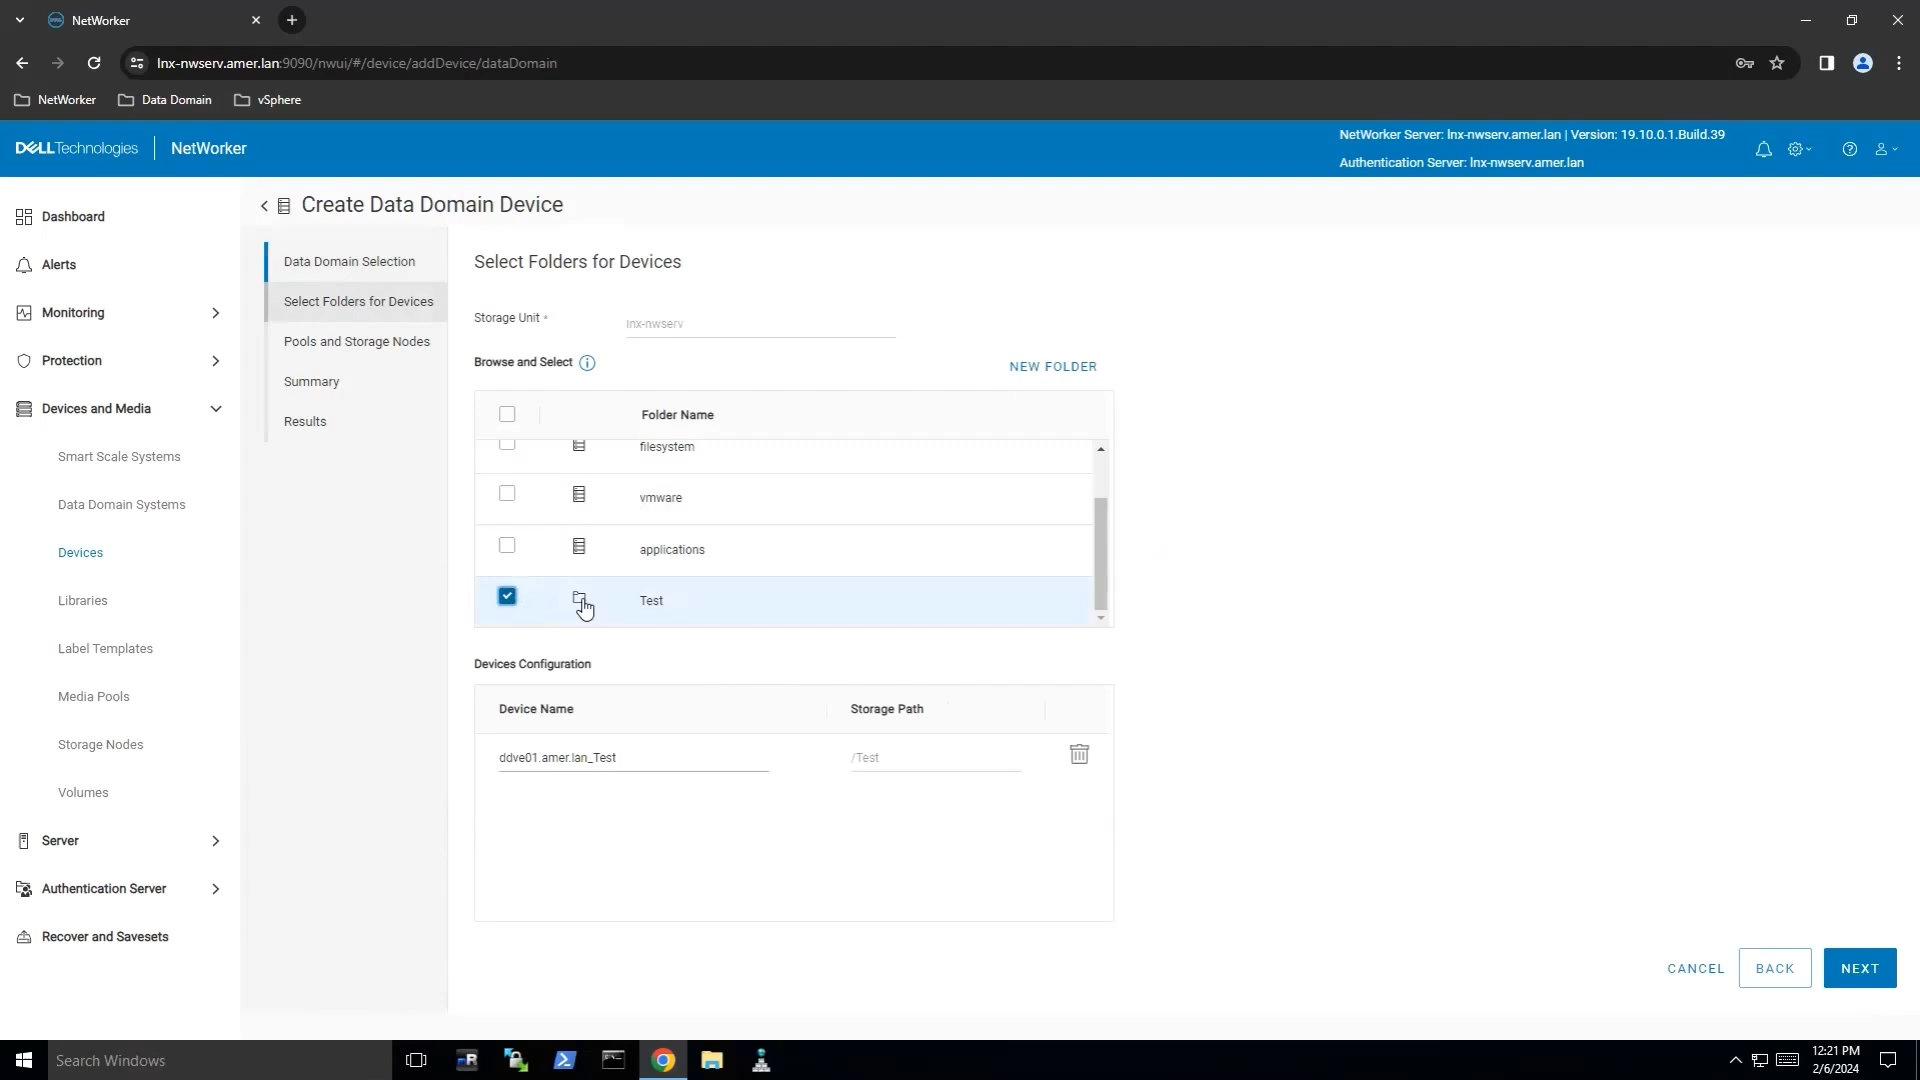 NetWorker
lnx-nwserv.amer.lan:9090/nwui/#/device/addDevice/dataDomain
NetWorker
Data Domain
vSphere
DELLTechnologies
NetWorker
NetWorker Server: lnx-nwserv.amer.lan | Version: 19.10.0.1.Build.39
Authentication Server: lnx-nwserv.amer.lan
Dashboard
Alerts
Monitoring
Protection
Devices and Media
Smart Scale Systems
Data Domain Systems
Devices
Libraries
Label Templates
Media Pools
Storage Nodes
Volumes
Server
Authentication Server
Recover and Savesets
Create Data Domain Device
Data Domain Selection
Select Folders for Devices
Pools and Storage Nodes
Summary
Results
Select Folders for Devices
Storage Unit *
lnx-nwserv
Browse and Select
NEW FOLDER
Folder Name
filesystem
vmware
applications
Test
Devices Configuration
Device Name
Storage Path
ddve01.amer.lan_Test
/Test
CANCEL
BACK
NEXT
Search Windows
12:21 PM
2/6/2024